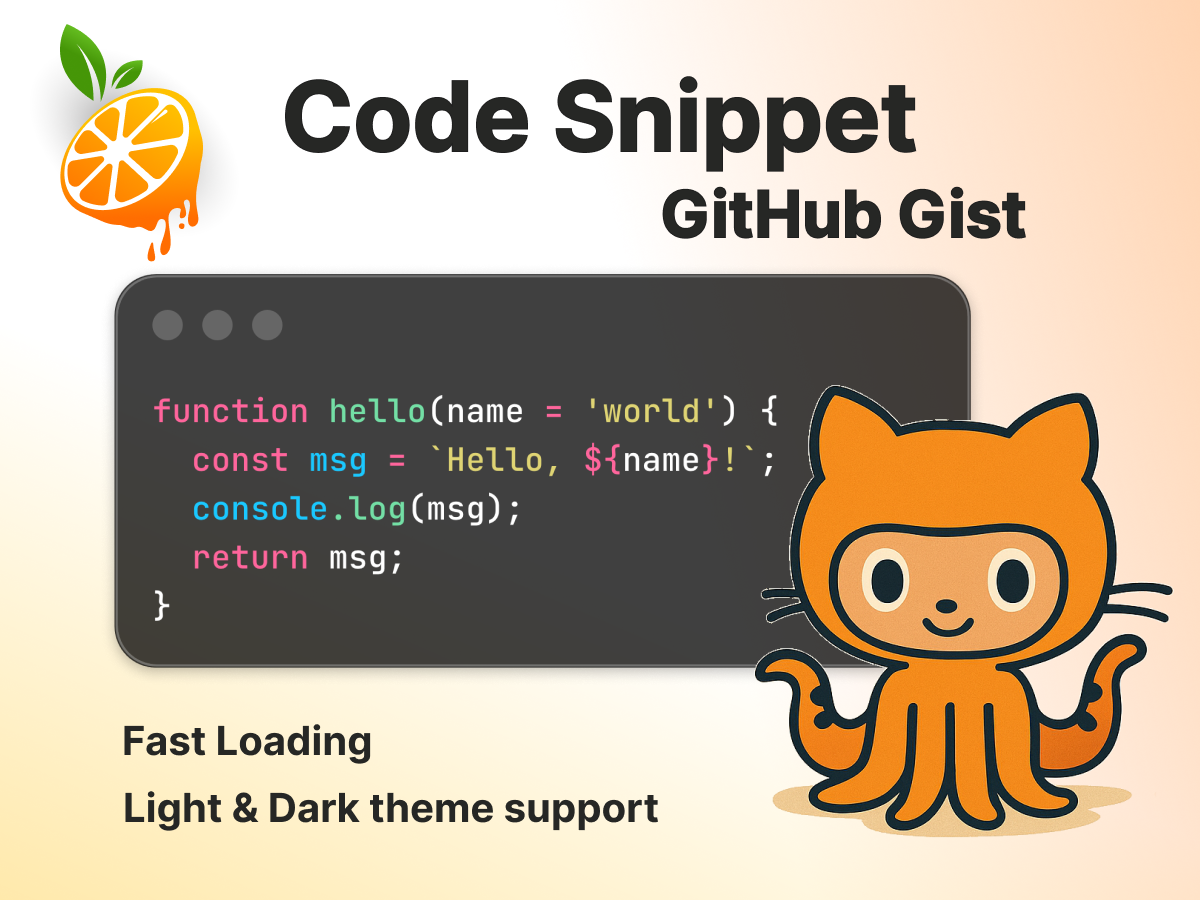 Code Snippet
GitHub Gist
function hello(name = 'world') {
  const msg = `Hello, ${name}!`;
  console.log(msg);
  return msg;
}
Fast Loading
Light & Dark theme support